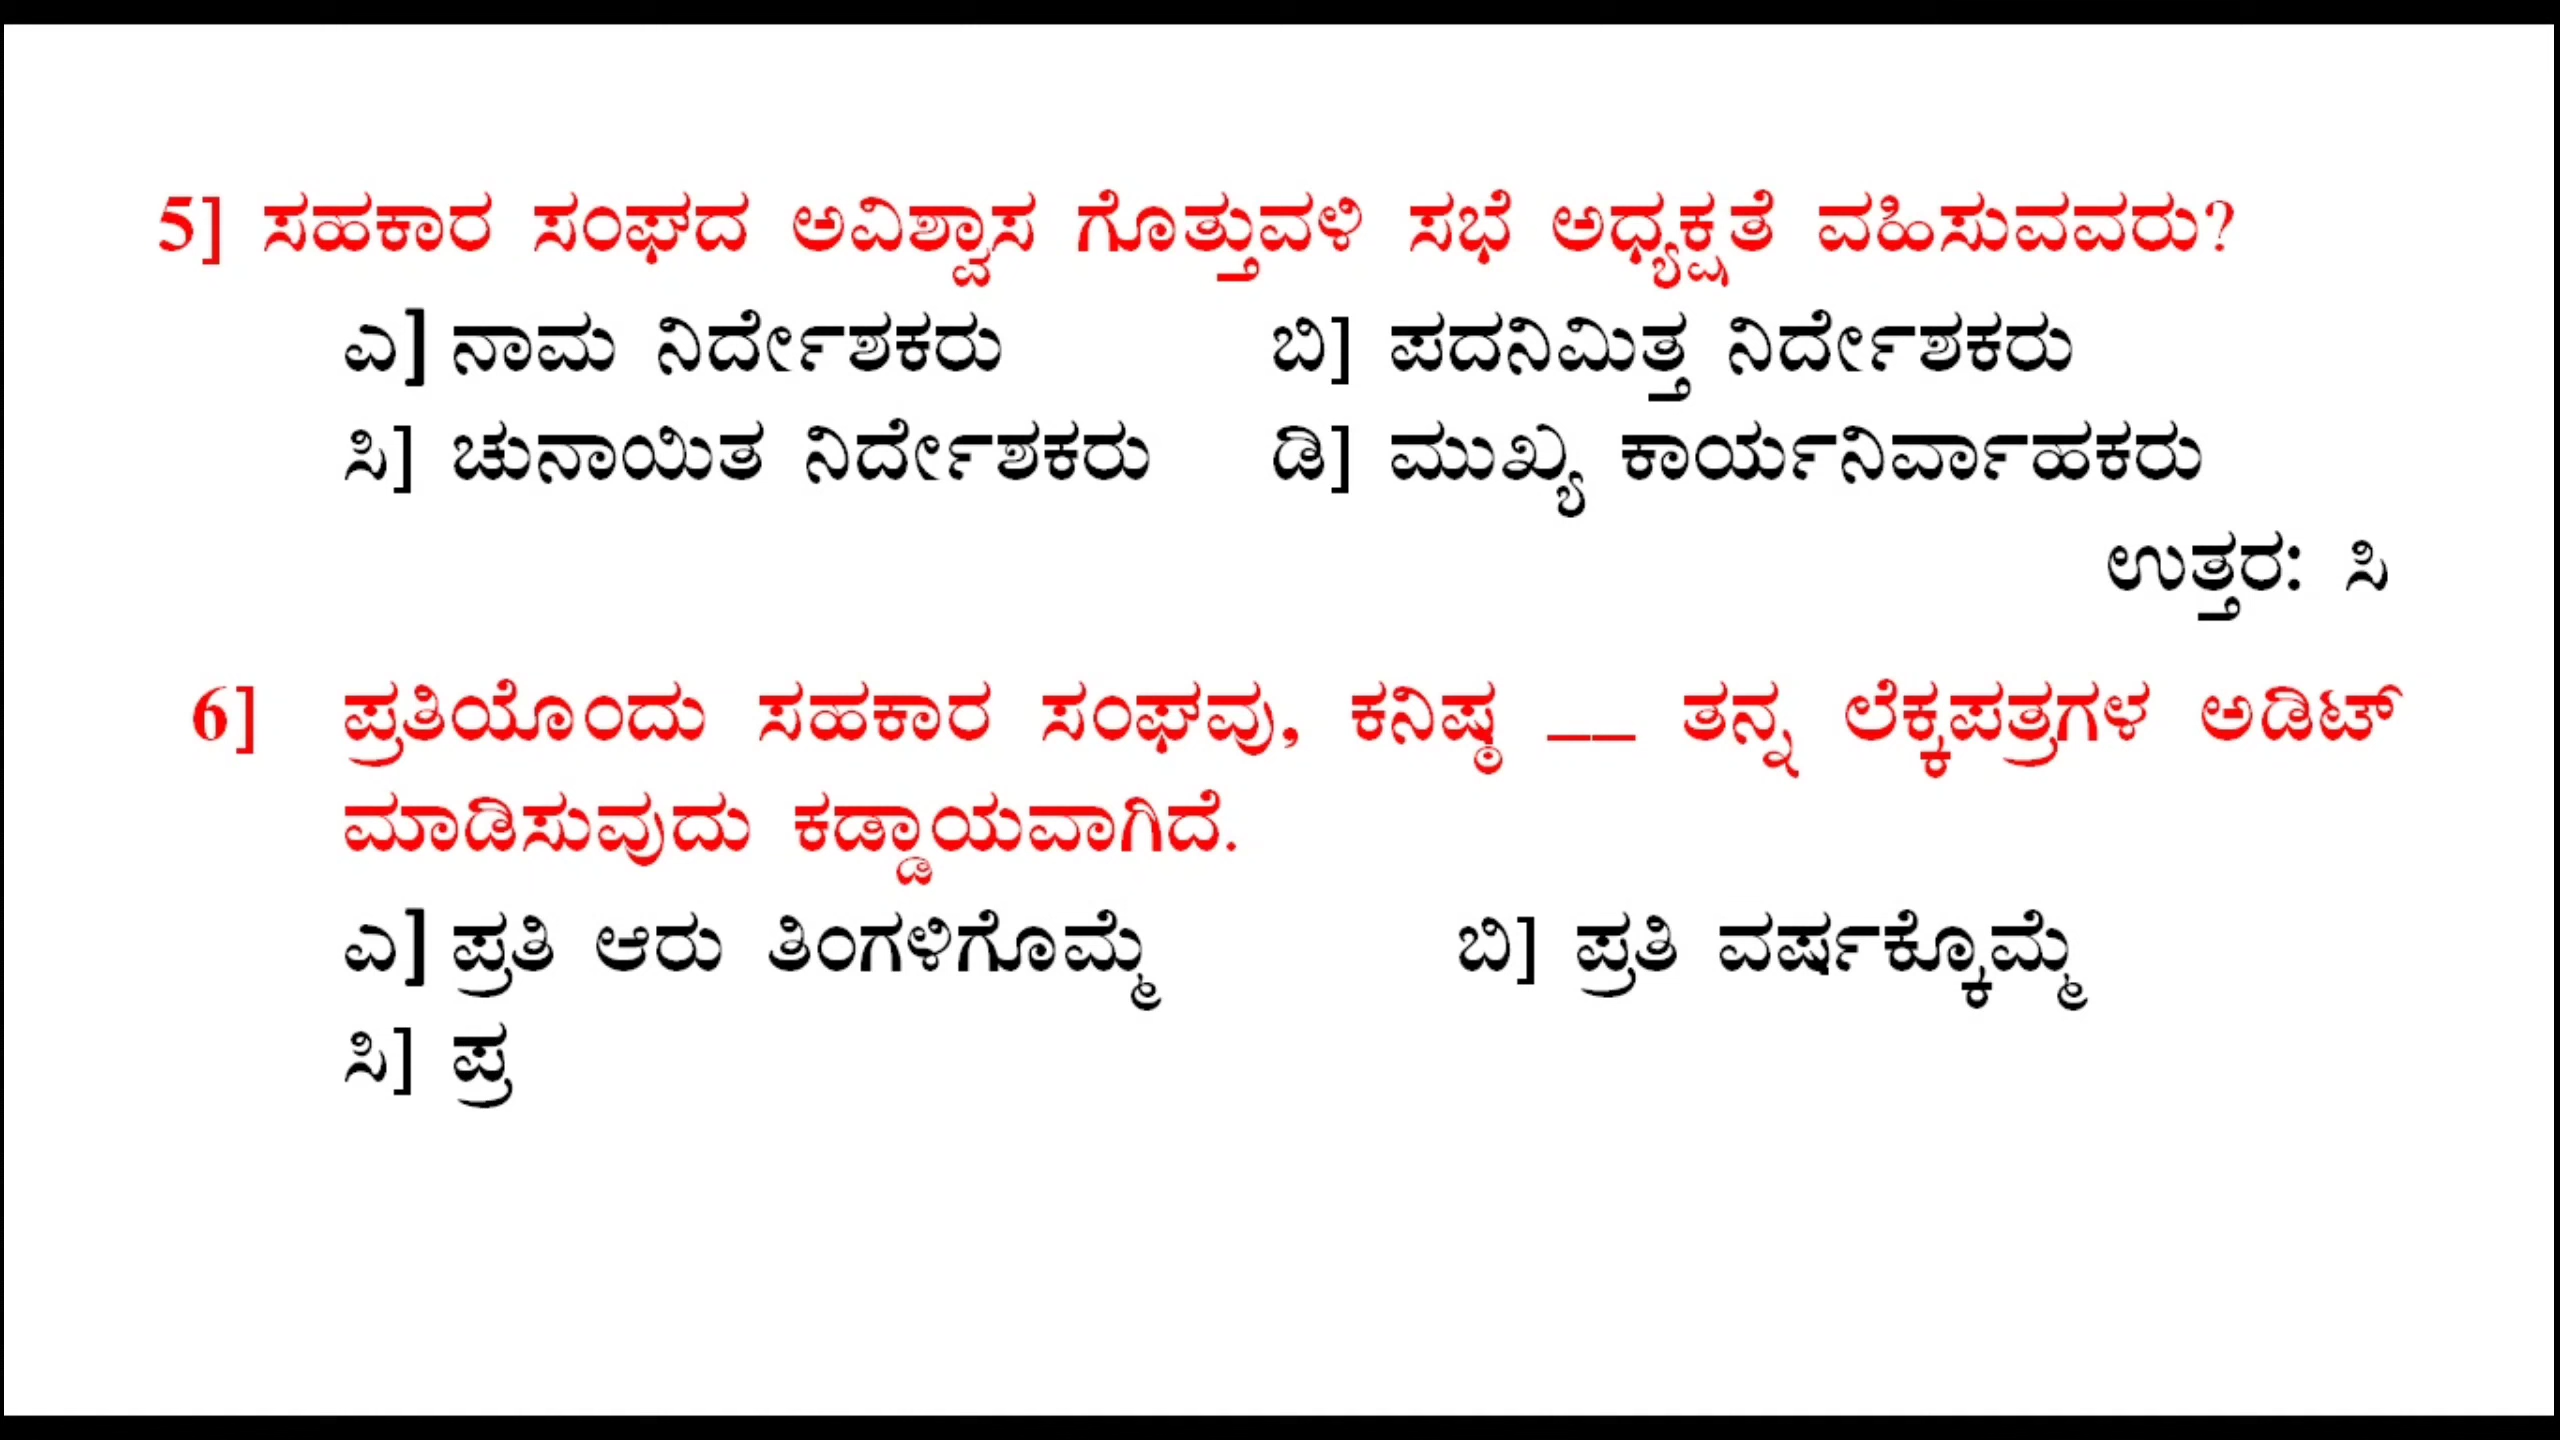 5] ಸಹಕಾರ ಸಂಘದ ಅವಿಶ್ವಾಸ ಗೊತ್ತುವಳಿ ಸಭೆ ಅಧ್ಯಕ್ಷತೆ ವಹಿಸುವವರು?
ಎ] ನಾಮ ನಿರ್ದೇಶಕರು ಬಿ] ಪದನಿಮಿತ್ತ ನಿರ್ದೇಶಕರು
ಸಿ] ಚುನಾಯಿತ ನಿರ್ದೇಶಕರು ಡಿ] ಮುಖ್ಯ ಕಾರ್ಯನಿರ್ವಾಹಕರು
ಉತ್ತರ: ಸಿ
6] ಪ್ರತಿಯೊಂದು ಸಹಕಾರ ಸಂಘವು, ಕನಿಷ್ಠ __ ತನ್ನ ಲೆಕ್ಕಪತ್ರಗಳ ಅಡಿಟ್
ಮಾಡಿಸುವುದು ಕಡ್ಡಾಯವಾಗಿದೆ.
ಎ] ಪ್ರತಿ ಆರು ತಿಂಗಳಿಗೊಮ್ಮೆ ಬಿ] ಪ್ರತಿ ವರ್ಷಕ್ಕೊಮ್ಮೆ
ಸಿ] ಪ್ರ